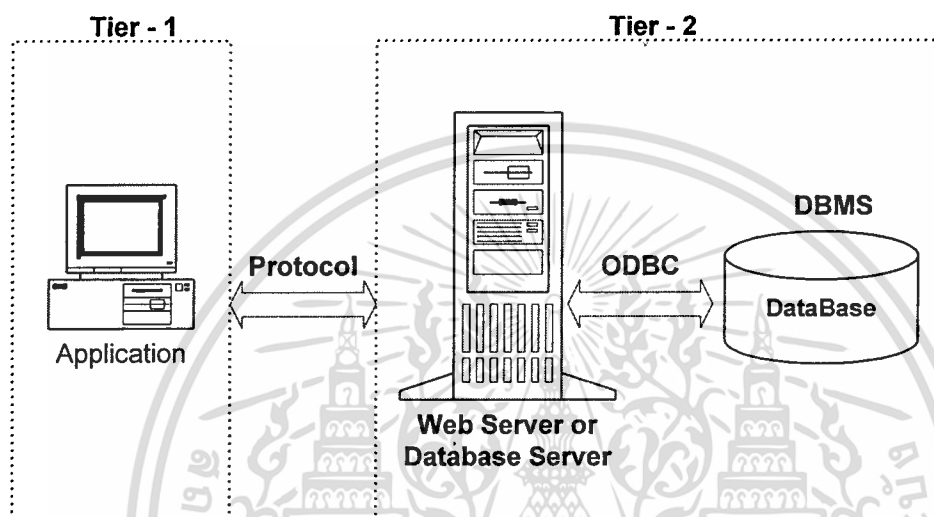 Tier - 1
Tier - 2
DBMS
Protocol
ODBC
DataBase
Application
Web Server or
Database Server